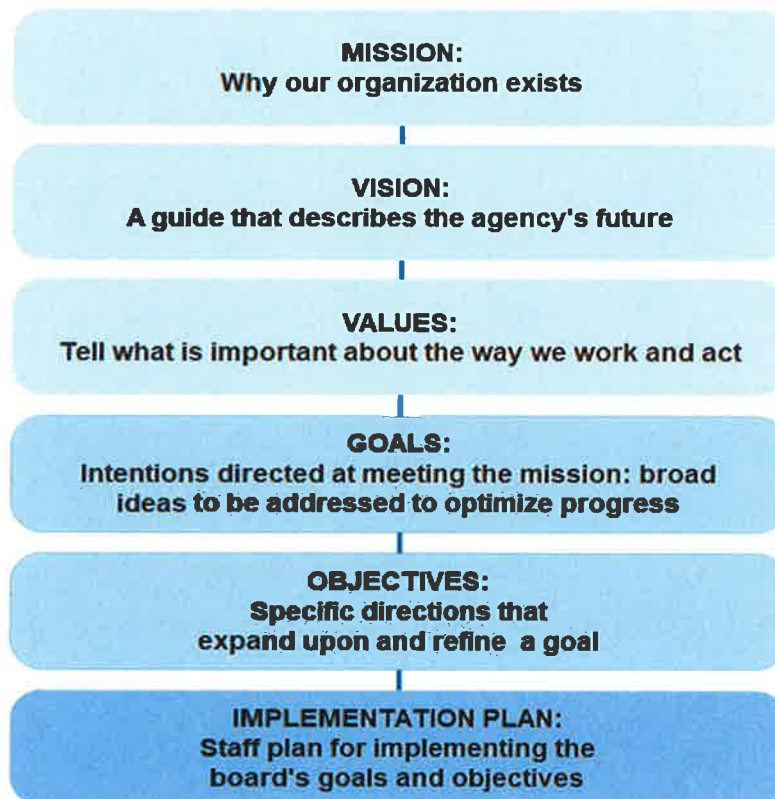 MISSION:
Why our organization exists
VISION:
A guide that describes the agency's future
VALUES:
Tell what is important about the way we work and act
GOALS:
Intentions directed at meeting the mission: broad
ideas to be addressed to optimize progress
OBJECTIVES:
Specific directions that
expand upon and refine a goal
IMPLEMENTATION PLAN:
Staff plan for implementing the
board's goals and objectives